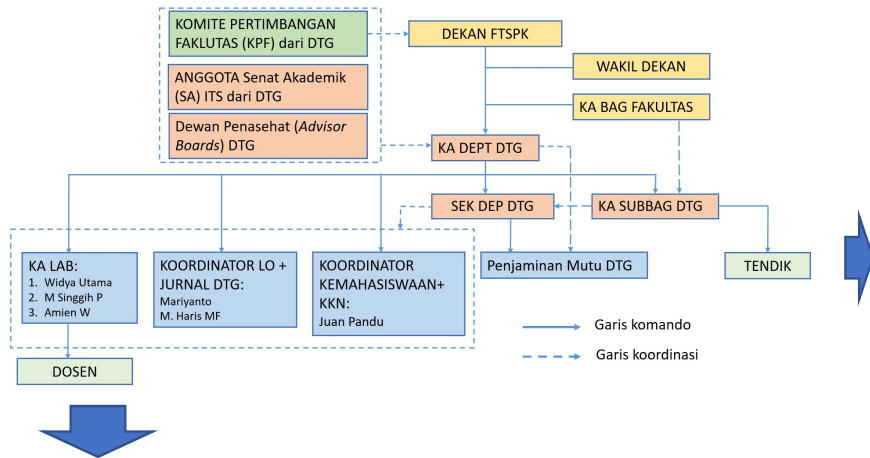 KOMITE PERTIMBANGAN
FAKLUTAS (KPF) dari DTG
DEKAN FTSPK
WAKIL DEKAN
ANGGOTA Senat Akademik
(SA) ITS dari DTG
KA BAG FAKULTAS
Dewan Penasehat (Advisor
Boards) DTG
KA DEPT DTG
SEK DEP DTG
KA SUBBAG DTG
KA LAB:
1. Widya Utama
2. M Singgih P
3. Amien W
KOORDINATOR LO +
JURNAL DTG:
Mariyanto
M. Haris MF
KOORDINATOR
KEMAHASISWAAN+
KKN:
Juan Pandu
Penjaminan Mutu DTG
TENDIK
Garis komando
Garis koordinasi
DOSEN